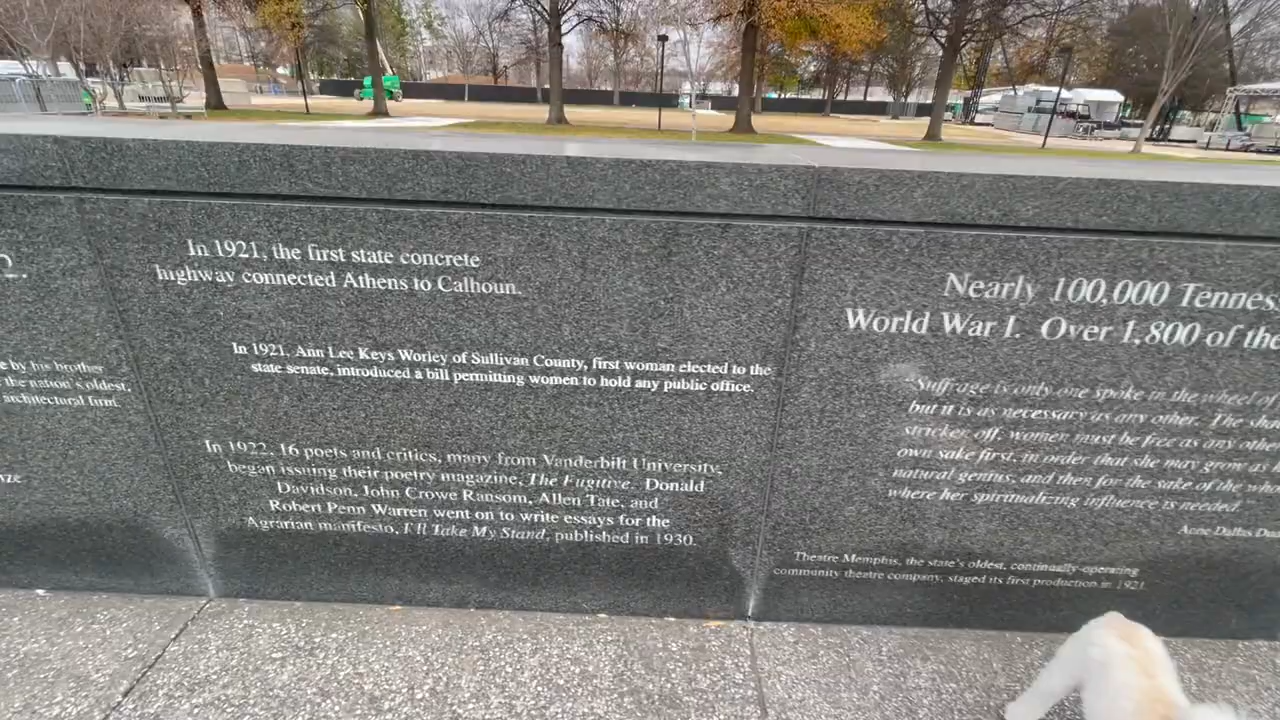 In 1921, the first state concrete
highway connected Athens to Calhoun.
In 1921, Ann Lee Keys Worley of Sullivan County, first woman elected to the
state senate, introduced a bill permitting women to hold any public office.
In 1922, 16 poets and critics, many from Vanderbilt University,
began issuing their poetry magazine, The Fugitive. Donald
Davidson, John Crowe Ransom, Allen Tate, and
Robert Penn Warren went on to write essays for the
Agrarian manifesto, I'll Take My Stand, published in 1930.
e by his brother
the nation's oldest,
architectural firm.
Nearly 100,000 Tennes
World War I. Over 1,800 of the
"Suffrage is only one spoke in the wheel of
but it is as necessary as any other. The sha
stricken off; women must be free as any othe
own sake first, in order that she may grow as h
natural genius, and then for the sake of the who
where her spiritualizing influence is needed
Anne Dallas Dud
Theatre Memphis, the state's oldest, continually-operating
community theatre company, staged its first production in 1921.